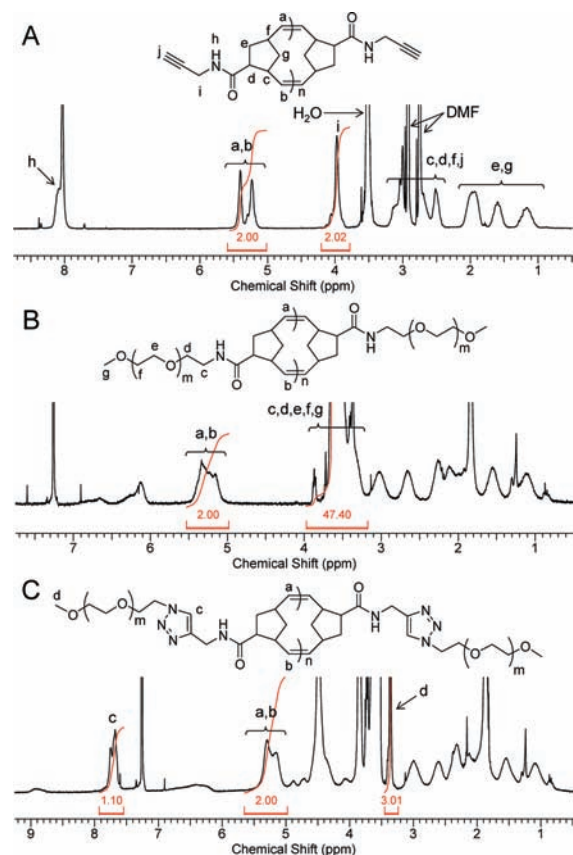 A
a
f
e
g
h
H
N
j
i
O
d
c
b
n
O
N
H
H₂O
DMF
h
a,b
i
c,d,f,j
e,g
2.00
2.02
8 7 6 5 4 3 2 1
Chemical Shift (ppm)
B
a
O
N
H
O
O
m
e
d
H
N
g
O
f
O
m
c
O
b
n
a,b
c,d,e,f,g
2.00
47.40
7 6 5 4 3 2 1
Chemical Shift (ppm)
C
a
d
O
O
m
N
N
N
c
H
N
O
b
n
O
N
H
N
N
N
O
O
m
c
a,b
d
1.10
2.00
3.01
9 8 7 6 5 4 3 2 1
Chemical Shift (ppm)